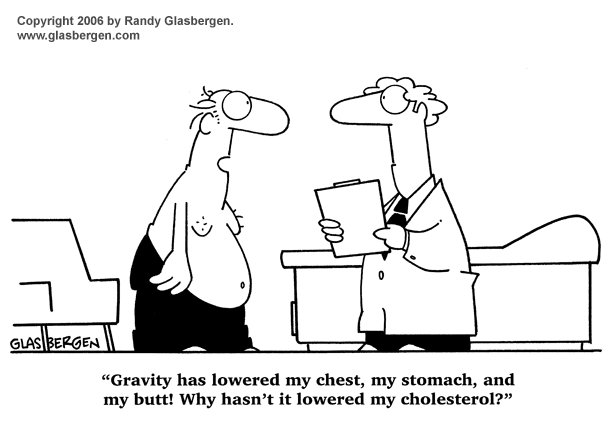 Copyright 2006 by Randy Glasbergen.
www.glasbergen.com
GLASBERGEN
“Gravity has lowered my chest, my stomach, and
my butt! Why hasn’t it lowered my cholesterol?”